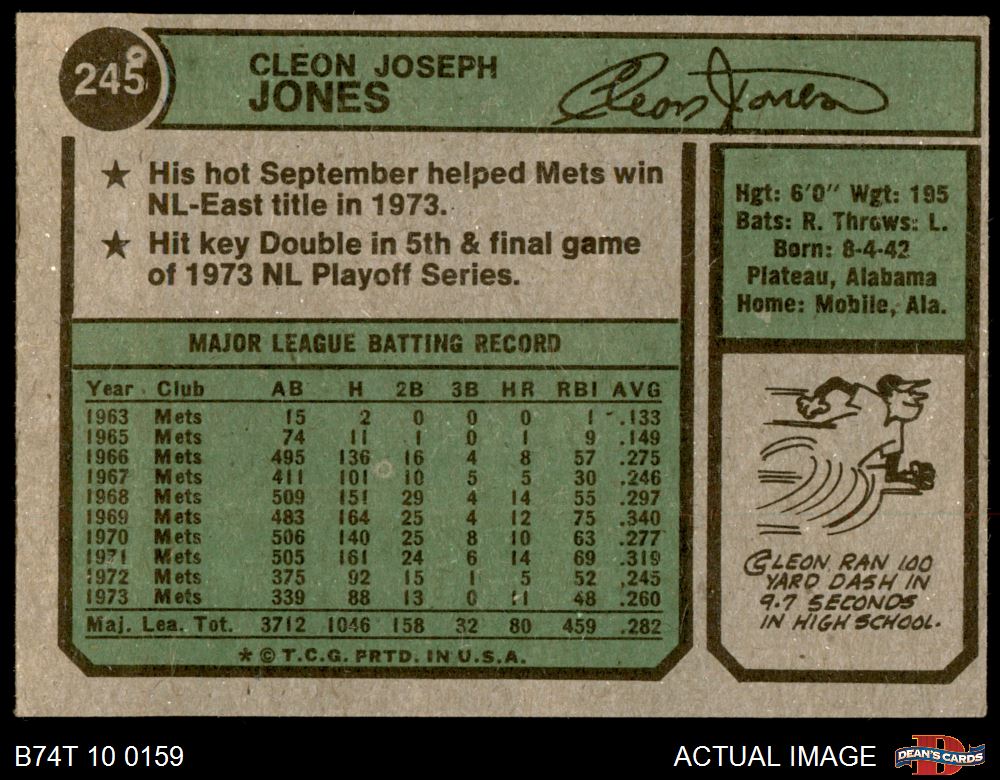 245
CLEON JOSEPH
JONES
Cleon Jones
★ His hot September helped Mets win
NL-East title in 1973.
★ Hit key Double in 5th & final game
of 1973 NL Playoff Series.
Hgt: 6'0" Wgt: 195
Bats: R. Throws: L.
Born: 8-4-42
Plateau, Alabama
Home: Mobile, Ala.
MAJOR LEAGUE BATTING RECORD
Year Club AB H 2B 3B HR RBI AVG
1963 Mets 15 2 0 0 0 1 .133
1965 Mets 74 11 1 0 1 9 .149
1966 Mets 495 136 16 4 8 57 .275
1967 Mets 411 101 10 5 5 30 .246
1968 Mets 509 151 29 4 14 55 .297
1969 Mets 483 164 25 4 12 75 .340
1970 Mets 506 140 25 8 10 63 .277
1971 Mets 505 161 24 6 14 69 .319
1972 Mets 375 92 15 1 5 52 .245
1973 Mets 339 88 13 0 11 48 .260
Maj. Lea. Tot. 3712 1046 158 32 80 459 .282
* © T.C.G. PRTD. IN U.S.A.
CLEON RAN 100
YARD DASH IN
9.7 SECONDS
IN HIGH SCHOOL.
B74T 10 0159
ACTUAL IMAGE
D
DEAN'S CARDS